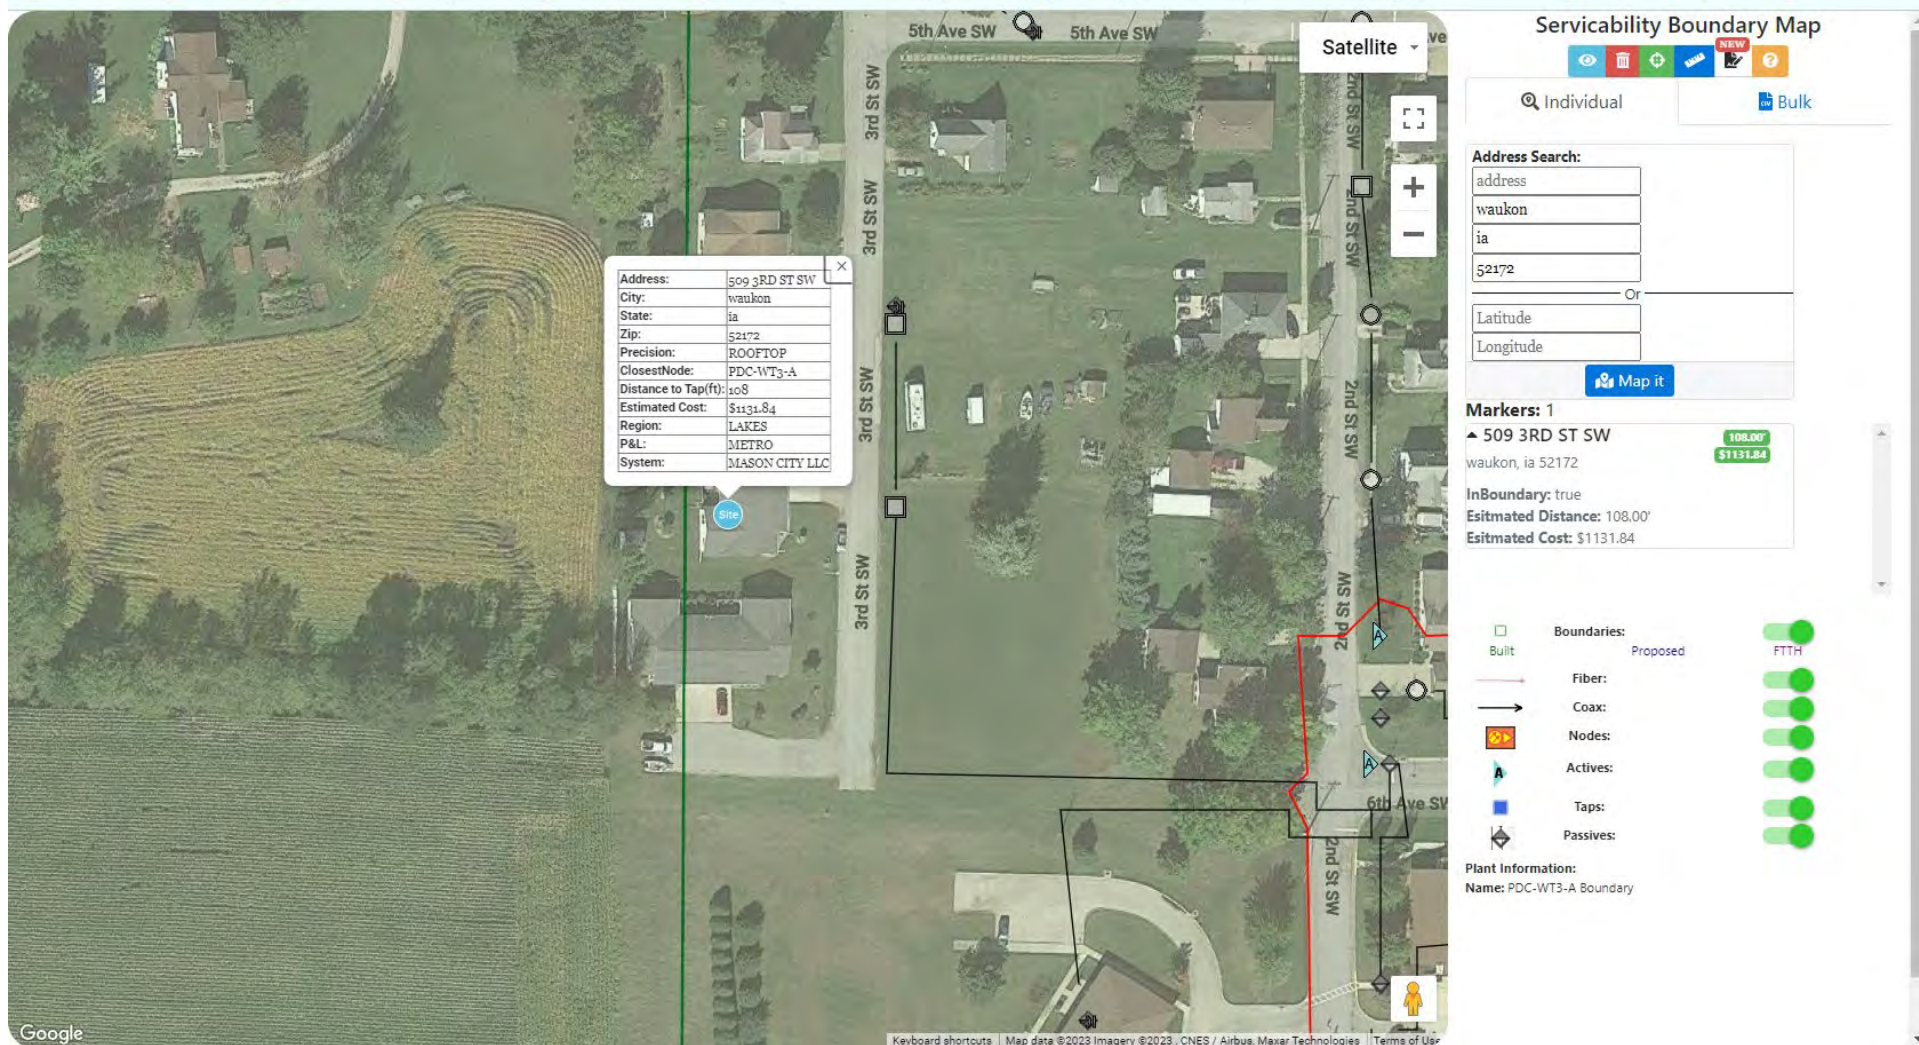 5th Ave SW
5th Ave SW
Satellite
3rd St SW
3rd St SW
3rd St SW
3rd St SW
2nd St SW
2nd St SW
2nd St SW
2nd St SW
2nd St SW
6th Ave SW
Address: 509 3RD ST SW
City: waukon
State: ia
Zip: 52172
Precision: ROOFTOP
ClosestNode: PDC-WT3-A
Distance to Tap(ft): 108
Estimated Cost: $1131.84
Region: LAKES
P&L: METRO
System: MASON CITY LLC
Site
A
A
Google
Keyboard shortcuts
Map data ©2023 Imagery ©2023 , CNES / Airbus, Maxar Technologies
Terms of Use
Servicability Boundary Map
NEW
Individual
Bulk
Address Search:
address
waukon
ia
52172
Or
Latitude
Longitude
Map it
Markers: 1
509 3RD ST SW
108.00'
$1131.84
waukon, ia 52172
InBoundary: true
Esitmated Distance: 108.00'
Esitmated Cost: $1131.84
Boundaries:
Built Proposed FTTH
Fiber:
Coax:
Nodes:
A Actives:
Taps:
Passives:
Plant Information:
Name: PDC-WT3-A Boundary